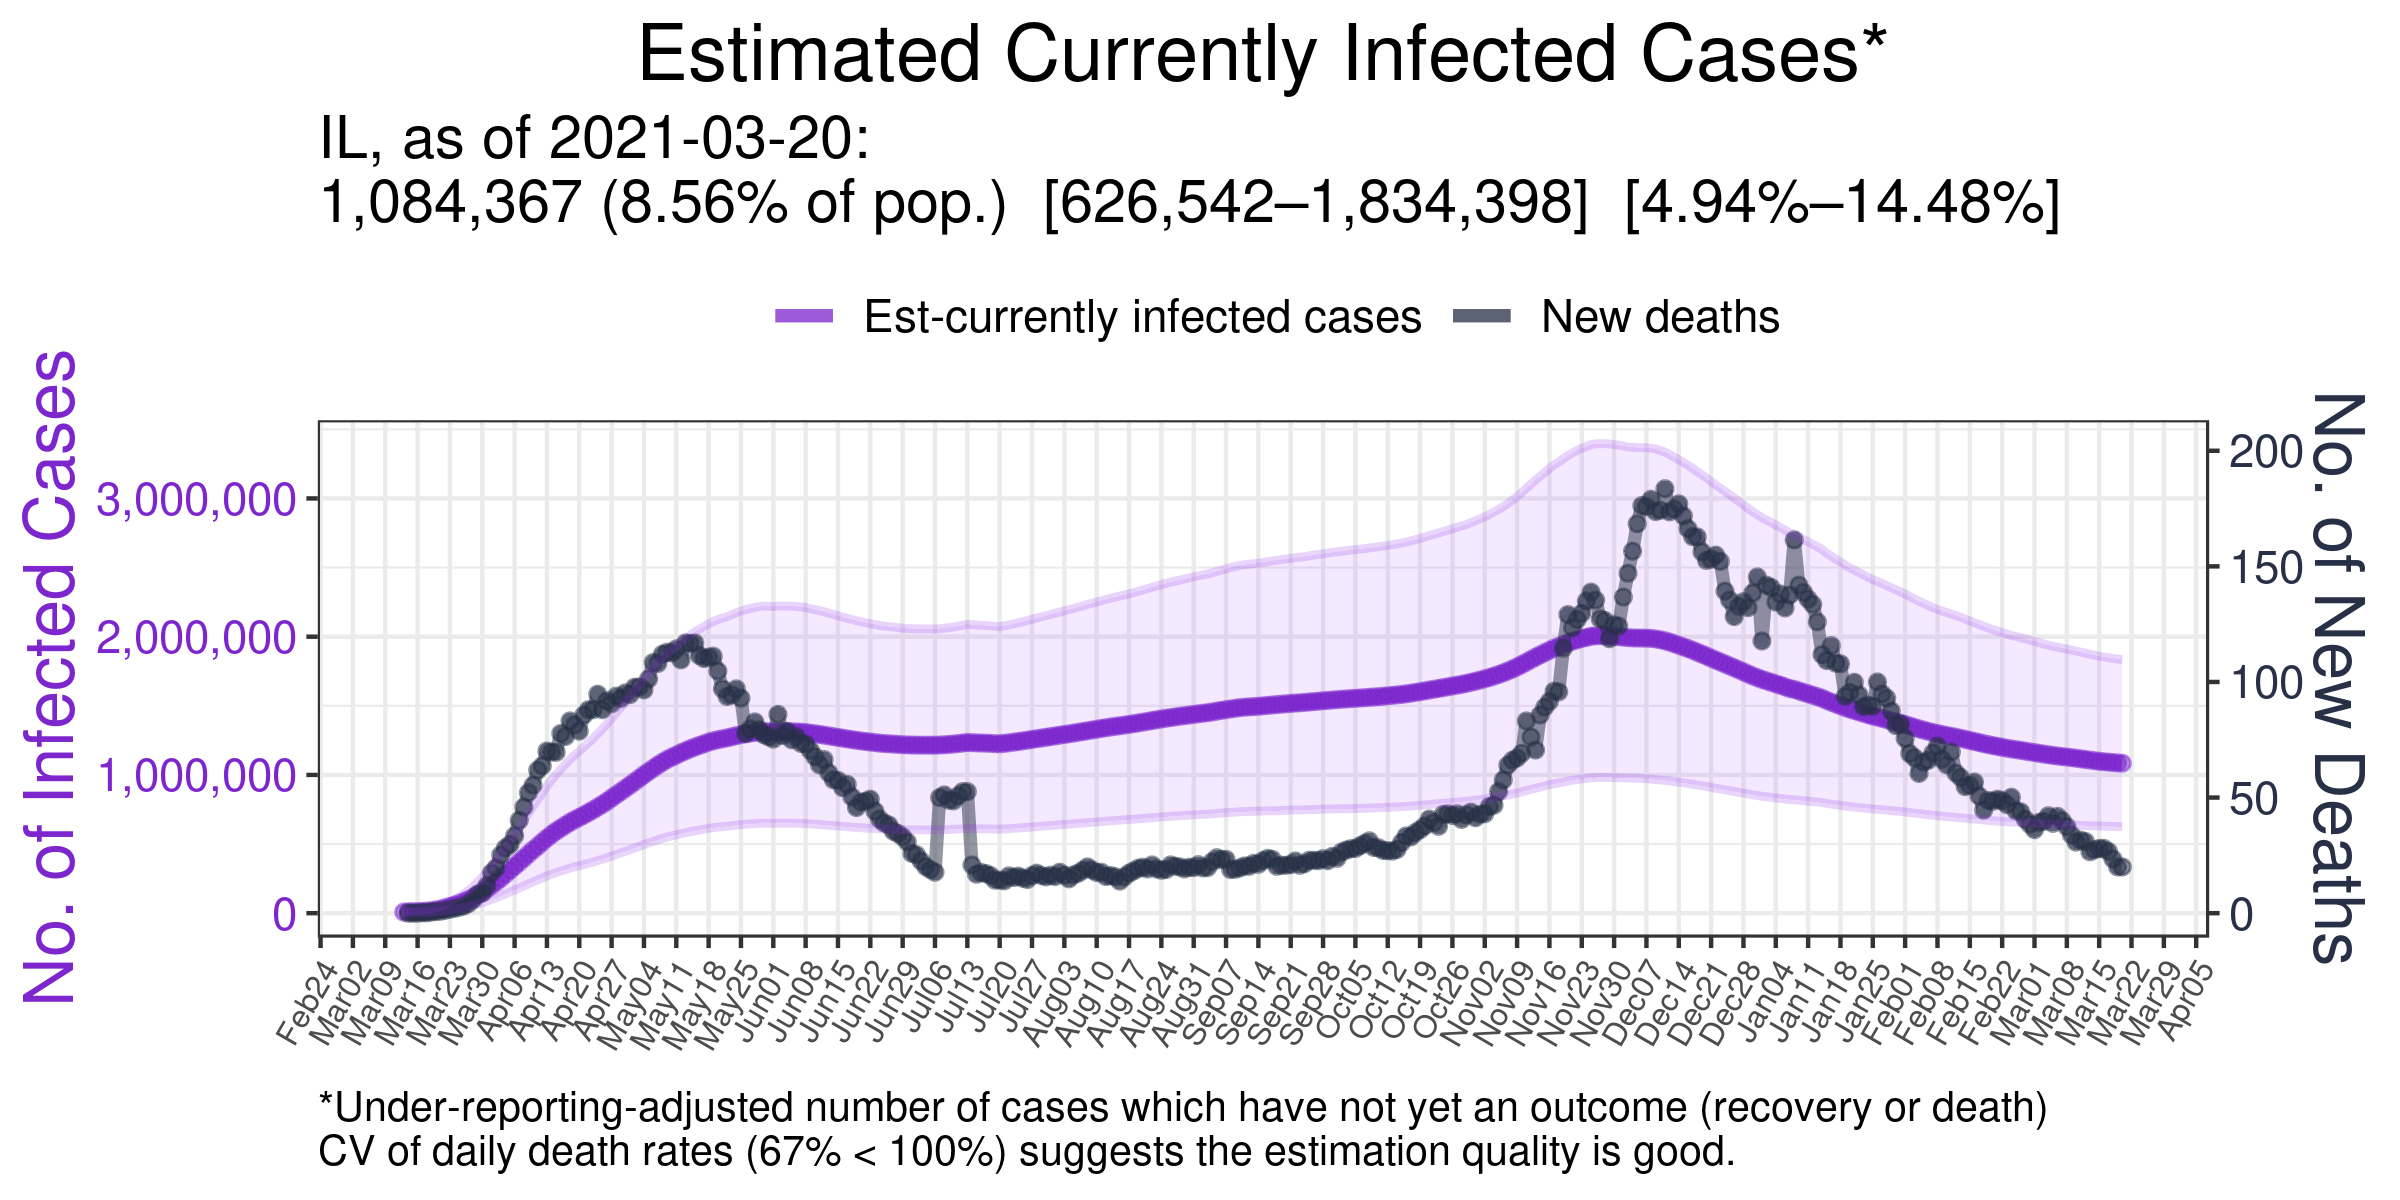 Estimated Currently Infected Cases*
IL, as of 2021-03-20:
1,084,367 (8.56% of pop.)  [626,542–1,834,398]  [4.94%–14.48%]
Est-currently infected cases
New deaths
No. of Infected Cases
3,000,000
2,000,000
1,000,000
0
200
150
100
50
0
No. of New Deaths
Feb24
Mar02
Mar09
Mar16
Mar23
Mar30
Apr06
Apr13
Apr20
Apr27
May04
May11
May18
May25
Jun01
Jun08
Jun15
Jun22
Jun29
Jul06
Jul13
Jul20
Jul27
Aug03
Aug10
Aug17
Aug24
Aug31
Sep07
Sep14
Sep21
Sep28
Oct05
Oct12
Oct19
Oct26
Nov02
Nov09
Nov16
Nov23
Nov30
Dec07
Dec14
Dec21
Dec28
Jan04
Jan11
Jan18
Jan25
Feb01
Feb08
Feb15
Feb22
Mar01
Mar08
Mar15
Mar22
Mar29
Apr05
*Under-reporting-adjusted number of cases which have not yet an outcome (recovery or death)
CV of daily death rates (67% < 100%) suggests the estimation quality is good.